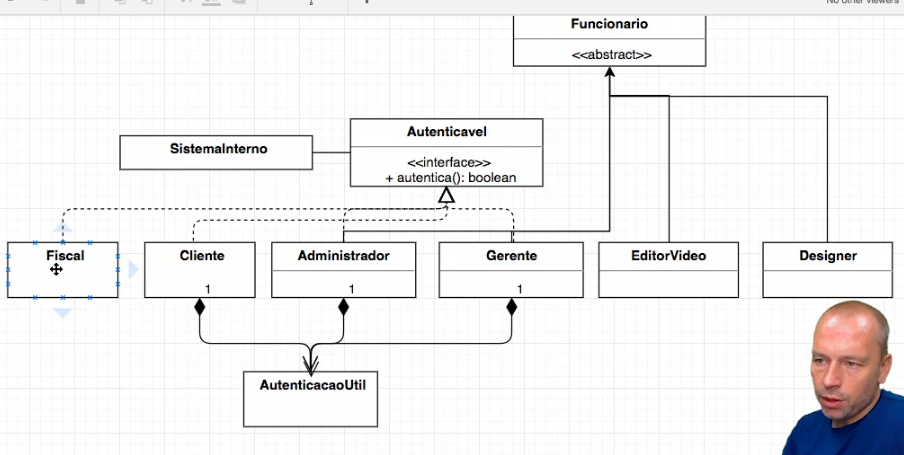 No other viewers
Funcionario
<<abstract>>
Autenticavel
<<interface>>
+ autentica(): boolean
SistemaInterno
Fiscal
Cliente
1
Administrador
1
Gerente
1
EditorVideo
Designer
AutenticacaoUtil